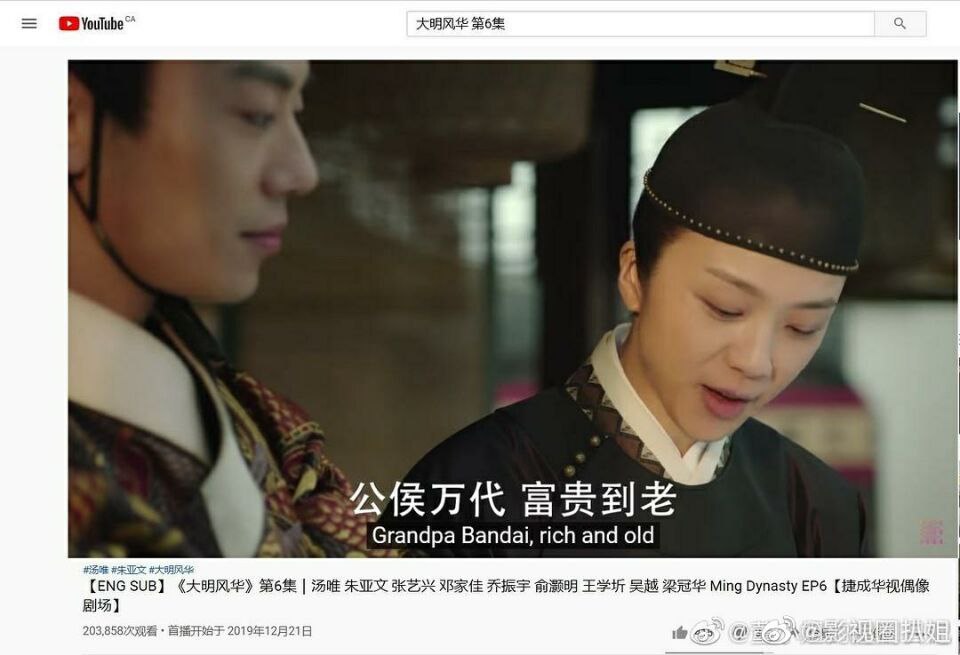 YouTube CA
大明风华 第6集
公侯万代 富贵到老
Grandpa Bandai, rich and old
#汤唯 #朱亚文 #大明风华
【ENG SUB】《大明风华》第6集 | 汤唯 朱亚文 张艺兴 邓家佳 乔振宇 俞灏明 王学圻 吴越 梁冠华 Ming Dynasty EP6【捷成华视偶像
剧场】
203,858次观看 • 首播开始于 2019年12月21日
@影视圈扒姐